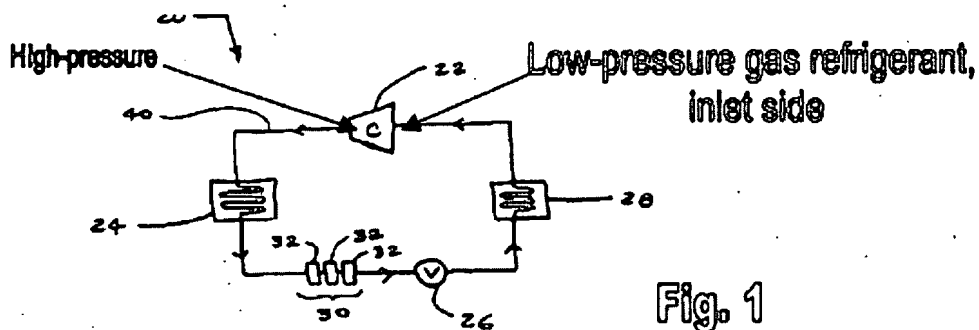 High-pressure
22
Low-pressure gas refrigerant,
inlet side
40
C
24
28
32
32
32
V
30
26
Fig. 1